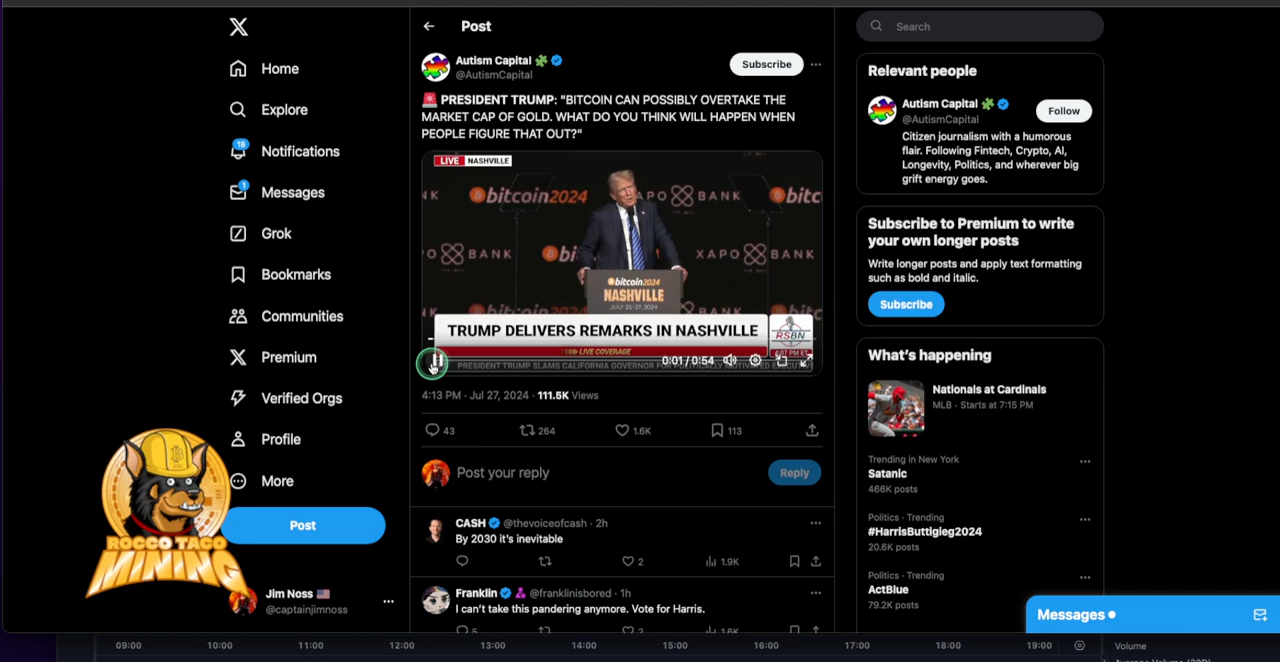 Home
Explore
18
Notifications
1
Messages
Grok
Bookmarks
Communities
Premium
Verified Orgs
Profile
More
Post
ROCCO TACO
MINING
Jim Noss
@captainjimnoss
Post
Autism Capital
@AutismCapital
Subscribe
PRESIDENT TRUMP: "BITCOIN CAN POSSIBLY OVERTAKE THE
MARKET CAP OF GOLD. WHAT DO YOU THINK WILL HAPPEN WHEN
PEOPLE FIGURE THAT OUT?"
LIVE NASHVILLE
NK bitcoin2024 XAPO BANK bitc
O BANK bi XAPO BANK
bitcoin2024
NASHVILLE
JULY 25-27, 2024
TRUMP DELIVERS REMARKS IN NASHVILLE
RSBN
LIVE COVERAGE
0:01 / 0:54
PRESIDENT TRUMP SLAMS CALIFORNIA GOVERNOR FOR POLITICALLY MOTIVATED
4:13 PM · Jul 27, 2024 · 111.5K Views
43 264 1.6K 113
Post your reply
Reply
CASH @thevoiceofcash · 2h
By 2030 it's inevitable
2 1.9K
Franklin @franklinisbored · 1h
I can't take this pandering anymore. Vote for Harris.
5 2 1.6K
Search
Relevant people
Autism Capital
@AutismCapital
Follow
Citizen journalism with a humorous
flair. Following Fintech, Crypto, AI,
Longevity, Politics, and wherever big
grift energy goes.
Subscribe to Premium to write
your own longer posts
Write longer posts and apply text formatting
such as bold and italic.
Subscribe
What's happening
Nationals at Cardinals
MLB · Starts at 7:15 PM
Trending in New York
Satanic
466K posts
Politics · Trending
#HarrisButtigieg2024
20.6K posts
Politics · Trending
ActBlue
79.2K posts
Messages
09:00 10:00 11:00 12:00 13:00 14:00 15:00 16:00 17:00 18:00 19:00
Volume